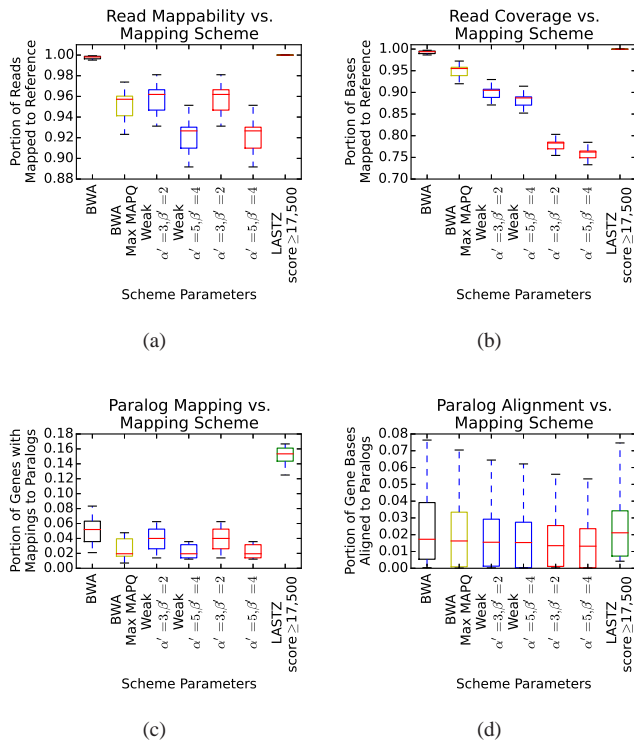 Read Mappability vs.
Mapping Scheme
Portion of Reads
Mapped to Reference
1.00
0.98
0.96
0.94
0.92
0.90
0.88
BWA
BWA
Max MAPQ
Weak
α′ =3,β′ =2
Weak
α′ =5,β′ =4
α′ =3,β′ =2
α′ =5,β′ =4
LASTZ
score≥17,500
Scheme Parameters
(a)
Read Coverage vs.
Mapping Scheme
Portion of Bases
Mapped to Reference
1.00
0.95
0.90
0.85
0.80
0.75
0.70
BWA
BWA
Max MAPQ
Weak
α′ =3,β′ =2
Weak
α′ =5,β′ =4
α′ =3,β′ =2
α′ =5,β′ =4
LASTZ
score≥17,500
Scheme Parameters
(b)
Paralog Mapping vs.
Mapping Scheme
Portion of Genes with
Mappings to Paralogs
0.18
0.16
0.14
0.12
0.10
0.08
0.06
0.04
0.02
0.00
BWA
BWA
Max MAPQ
Weak
α′ =3,β′ =2
Weak
α′ =5,β′ =4
α′ =3,β′ =2
α′ =5,β′ =4
LASTZ
score≥17,500
Scheme Parameters
(c)
Paralog Alignment vs.
Mapping Scheme
Portion of Gene Bases
Aligned to Paralogs
0.08
0.07
0.06
0.05
0.04
0.03
0.02
0.01
0.00
BWA
BWA
Max MAPQ
Weak
α′ =3,β′ =2
Weak
α′ =5,β′ =4
α′ =3,β′ =2
α′ =5,β′ =4
LASTZ
score≥17,500
Scheme Parameters
(d)